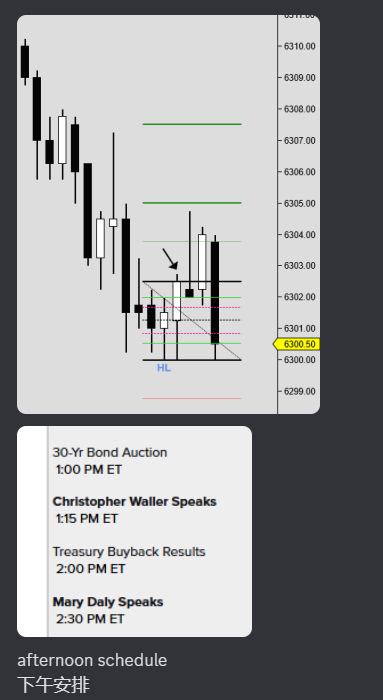 6311.00
6310.00
6309.00
6308.00
6307.00
6306.00
6305.00
6304.00
6303.00
6302.00
6301.00
6300.50
6300.00
6299.00
HL
30-Yr Bond Auction
1:00 PM ET
Christopher Waller Speaks
1:15 PM ET
Treasury Buyback Results
2:00 PM ET
Mary Daly Speaks
2:30 PM ET
afternoon schedule
下午安排